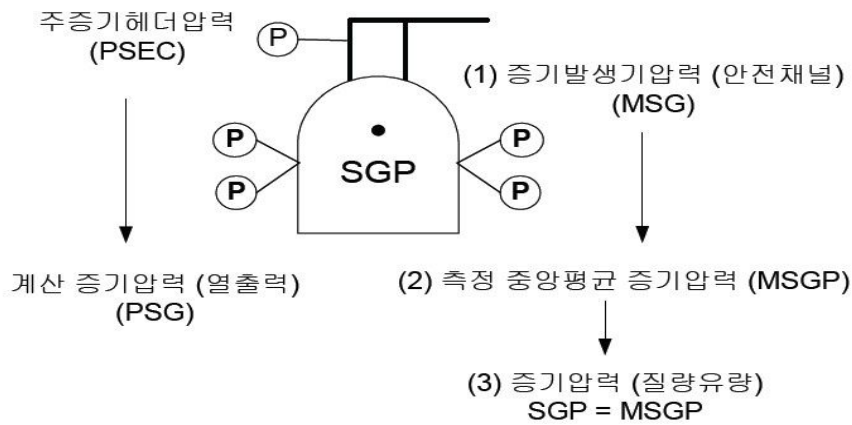 주증기헤더압력
(PSEC)
P
(1) 증기발생기압력 (안전채널)
(MSG)
P
P
P
P
SGP
계산 증기압력 (열출력)
(PSG)
(2) 측정 중앙평균 증기압력 (MSGP)
(3) 증기압력 (질량유량)
SGP = MSGP